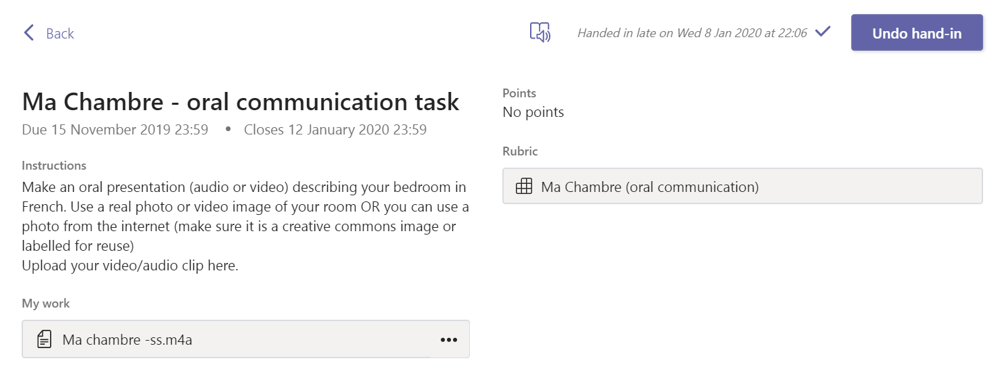 Back
Handed in late on Wed 8 Jan 2020 at 22:06
Undo hand-in
Ma Chambre - oral communication task
Due 15 November 2019 23:59 • Closes 12 January 2020 23:59
Instructions
Make an oral presentation (audio or video) describing your bedroom in
French. Use a real photo or video image of your room OR you can use a
photo from the internet (make sure it is a creative commons image or
labelled for reuse)
Upload your video/audio clip here.
My work
Ma chambre -ss.m4a
Points
No points
Rubric
Ma Chambre (oral communication)